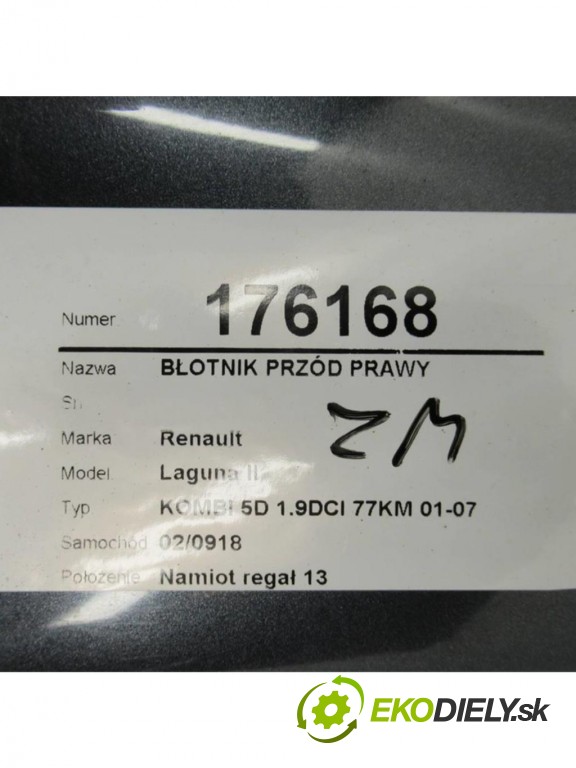 Numer 176168
Nazwa BŁOTNIK PRZÓD PRAWY
ZM
Marka Renault
Model Laguna II
Typ KOMBI 5D 1.9DCI 77KM 01-07
Samochód 02/0918
Położenie Namiot regał 13
EKODIELY.sk